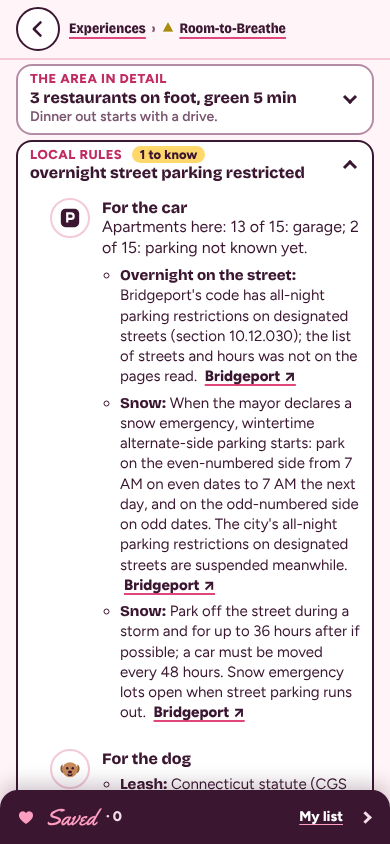 Experiences › Room-to-Breathe
THE AREA IN DETAIL
3 restaurants on foot, green 5 min
Dinner out starts with a drive.
LOCAL RULES 1 to know
overnight street parking restricted
P
For the car
Apartments here: 13 of 15: garage; 2
of 15: parking not known yet.
Overnight on the street:
Bridgeport's code has all-night
parking restrictions on designated
streets (section 10.12.030); the list
of streets and hours was not on the
pages read. Bridgeport ↗
Snow: When the mayor declares a
snow emergency, wintertime
alternate-side parking starts: park
on the even-numbered side from 7
AM on even dates to 7 AM the next
day, and on the odd-numbered side
on odd dates. The city's all-night
parking restrictions on designated
streets are suspended meanwhile.
Bridgeport ↗
Snow: Park off the street during a
storm and for up to 36 hours after if
possible; a car must be moved
every 48 hours. Snow emergency
lots open when street parking runs
out. Bridgeport ↗
For the dog
Leash: Connecticut statute (CGS
Saved · 0 My list